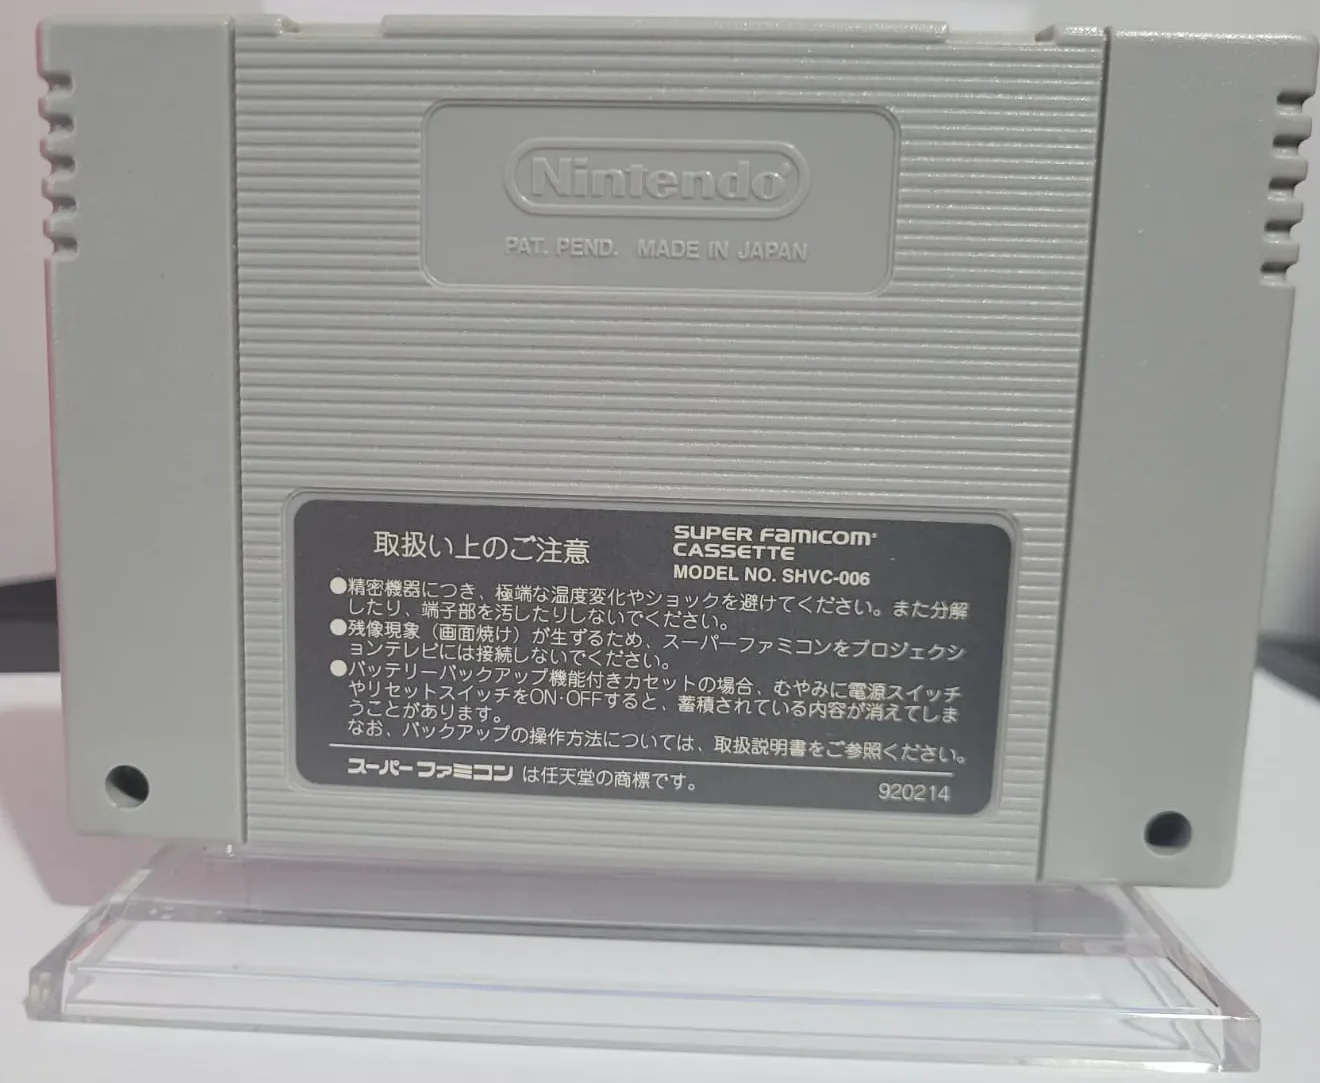 Nintendo
PAT. PEND. MADE IN JAPAN
取扱い上のご注意
SUPER FAMICOM
CASSETTE
MODEL NO. SHVC-006
●精密機器につき、極端な温度変化やショックを避けてください。また分解
したり、端子部を汚したりしないでください。
●残像現象（画面焼け）が生ずるため、スーパーファミコンをプロジェクシ
ョンテレビには接続しないでください。
●バッテリーバックアップ機能付きカセットの場合、むやみに電源スイッチ
やリセットスイッチをON・OFFすると、蓄積されている内容が消えてしま
うことがあります。
なお、バックアップの操作方法については、取扱説明書をご参照ください。
スーパーファミコン は任天堂の商標です。
920214